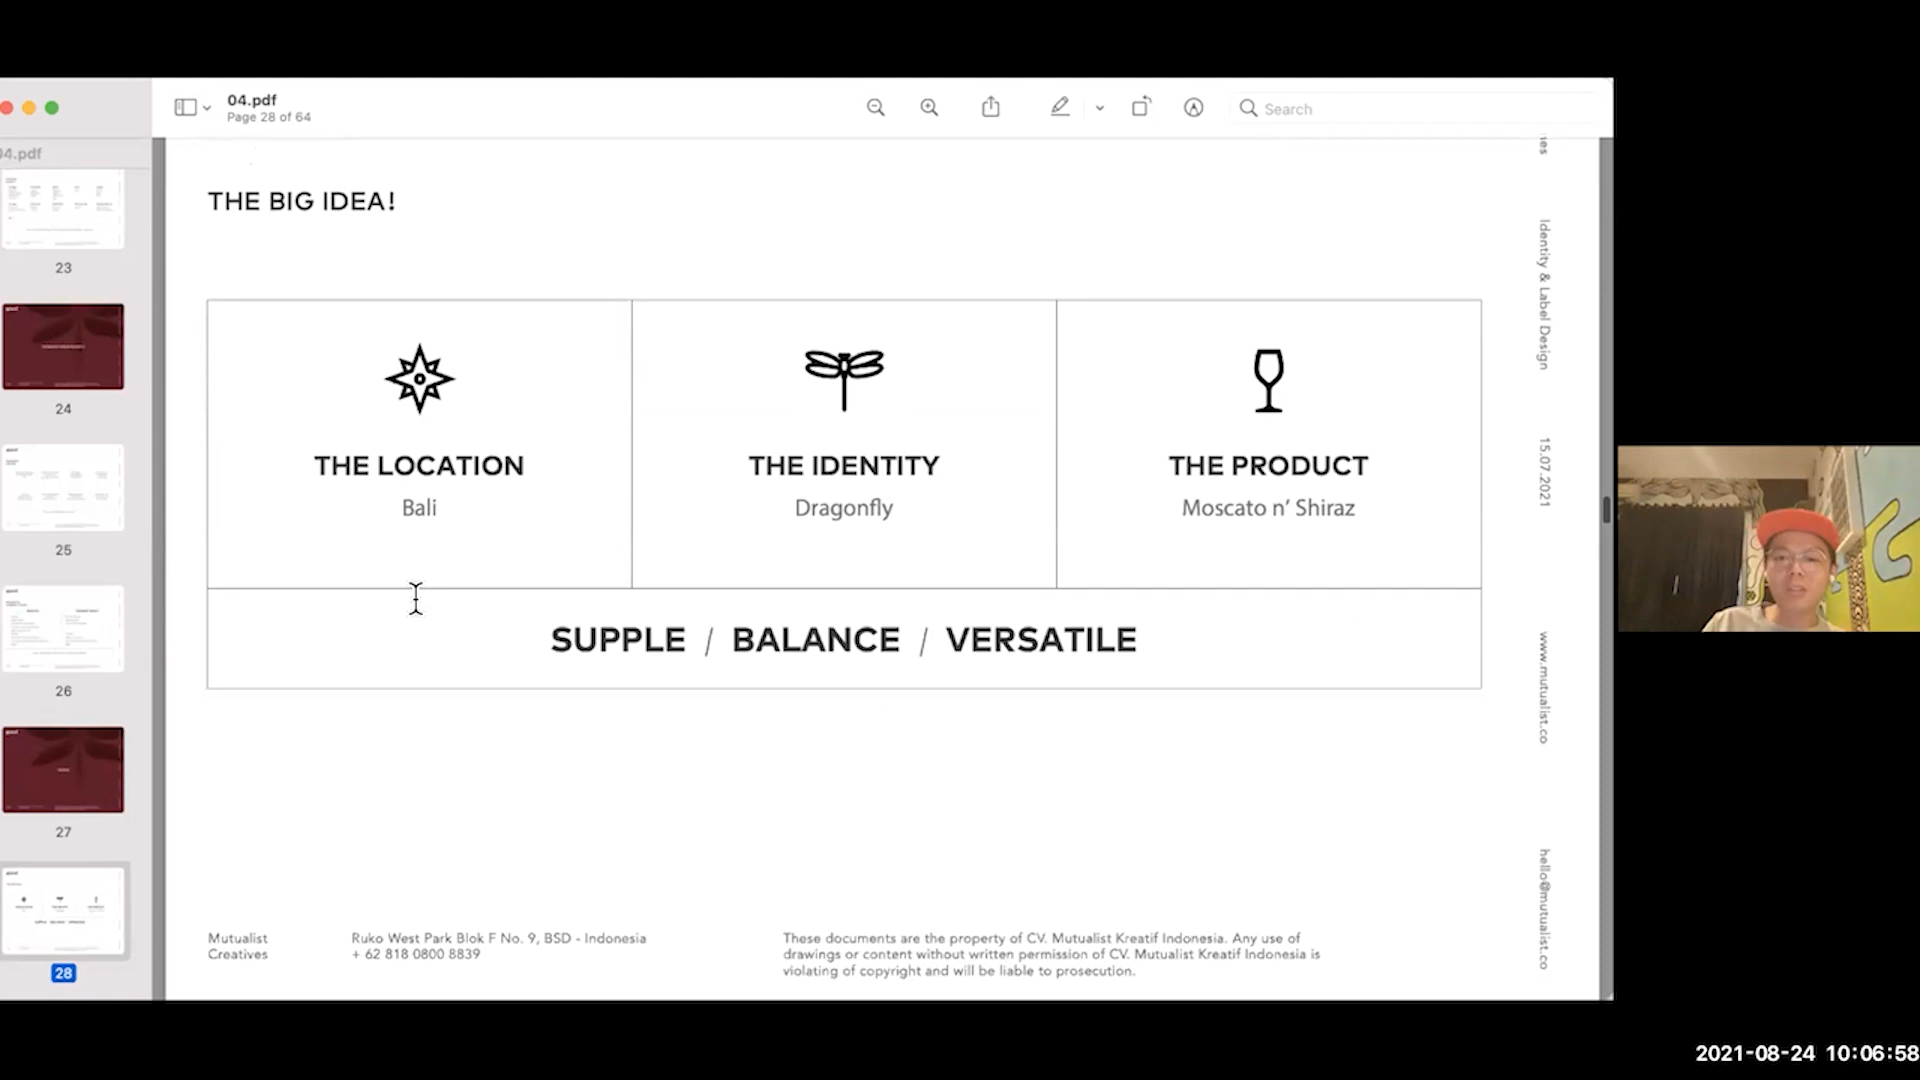 04.pdf
Page 28 of 64
Search
04.pdf
23
24
25
26
27
28
THE BIG IDEA!
THE LOCATION
Bali
THE IDENTITY
Dragonfly
THE PRODUCT
Moscato n’ Shiraz
SUPPLE / BALANCE / VERSATILE
Identity & Label Design
15.07.2021
www.mutualist.co
hello@mutualist.co
Mutualist
Creatives
Ruko West Park Blok F No. 9, BSD - Indonesia
+ 62 818 0800 8839
These documents are the property of CV. Mutualist Kreatif Indonesia. Any use of
drawings or content without written permission of CV. Mutualist Kreatif Indonesia is
violating of copyright and will be liable to prosecution.
2021-08-24 10:06:58